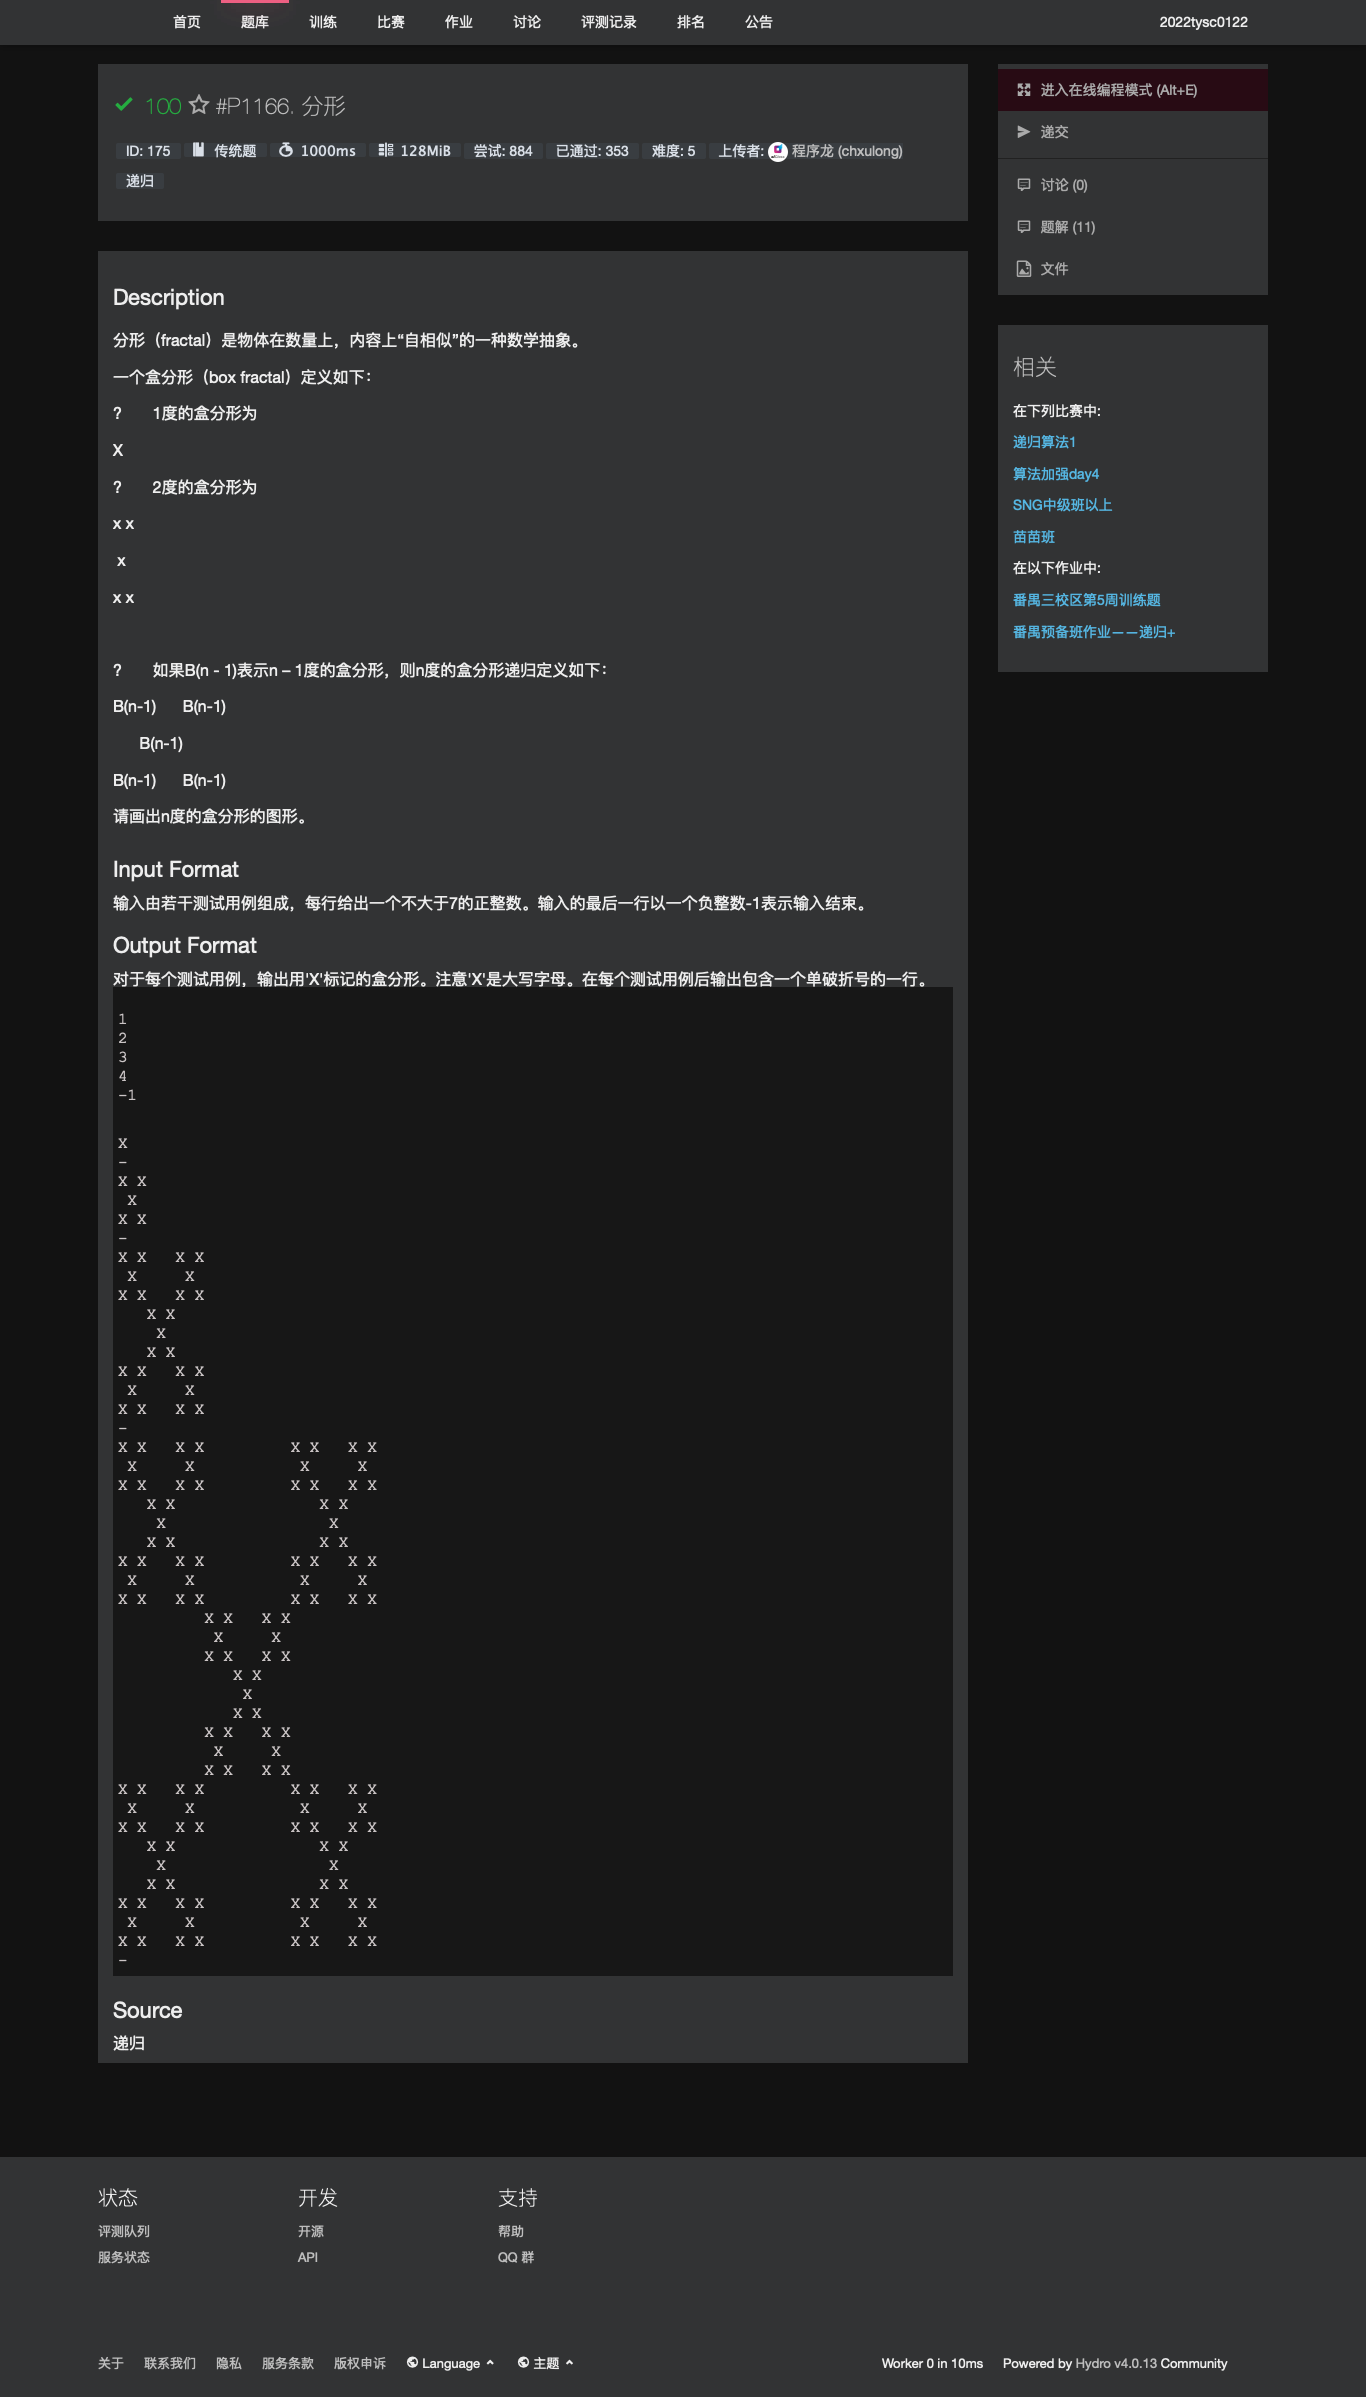 首页 题库 训练 比赛 作业 讨论 评测记录 排名 公告 2022tysc0122
100 #P1166. 分形
ID: 175 传统题 1000ms 128MiB 尝试: 884 已通过: 353 难度: 5 上传者: 程序龙 (chxulong)
递归
Description
分形（fractal）是物体在数量上，内容上“自相似”的一种数学抽象。
一个盒分形（box fractal）定义如下：
? 1度的盒分形为
X
? 2度的盒分形为
x x
 x
x x
? 如果B(n - 1)表示n – 1度的盒分形，则n度的盒分形递归定义如下：
B(n-1)      B(n-1)
      B(n-1)
B(n-1)      B(n-1)
请画出n度的盒分形的图形。
Input Format
输入由若干测试用例组成，每行给出一个不大于7的正整数。输入的最后一行以一个负整数-1表示输入结束。
Output Format
对于每个测试用例，输出用'X'标记的盒分形。注意'X'是大写字母。在每个测试用例后输出包含一个单破折号的一行。
1
2
3
4
-1
X
-
X X
 X
X X
-
X X   X X
 X     X
X X   X X
   X X
    X
   X X
X X   X X
 X     X
X X   X X
-
X X   X X         X X   X X
 X     X           X     X
X X   X X         X X   X X
   X X               X X
    X                 X
   X X               X X
X X   X X         X X   X X
 X     X           X     X
X X   X X         X X   X X
         X X   X X
          X     X
         X X   X X
            X X
             X
            X X
         X X   X X
          X     X
         X X   X X
X X   X X         X X   X X
 X     X           X     X
X X   X X         X X   X X
   X X               X X
    X                 X
   X X               X X
X X   X X         X X   X X
 X     X           X     X
X X   X X         X X   X X
-
Source
递归
进入在线编程模式 (Alt+E)
递交
讨论 (0)
题解 (11)
文件
相关
在下列比赛中:
递归算法1
算法加强day4
SNG中级班以上
苗苗班
在以下作业中:
番禺三校区第5周训练题
番禺预备班作业——递归+
状态 开发 支持
评测队列 开源 帮助
服务状态 API QQ 群
关于 联系我们 隐私 服务条款 版权申诉 Language 主题 Worker 0 in 10ms Powered by Hydro v4.0.13 Community